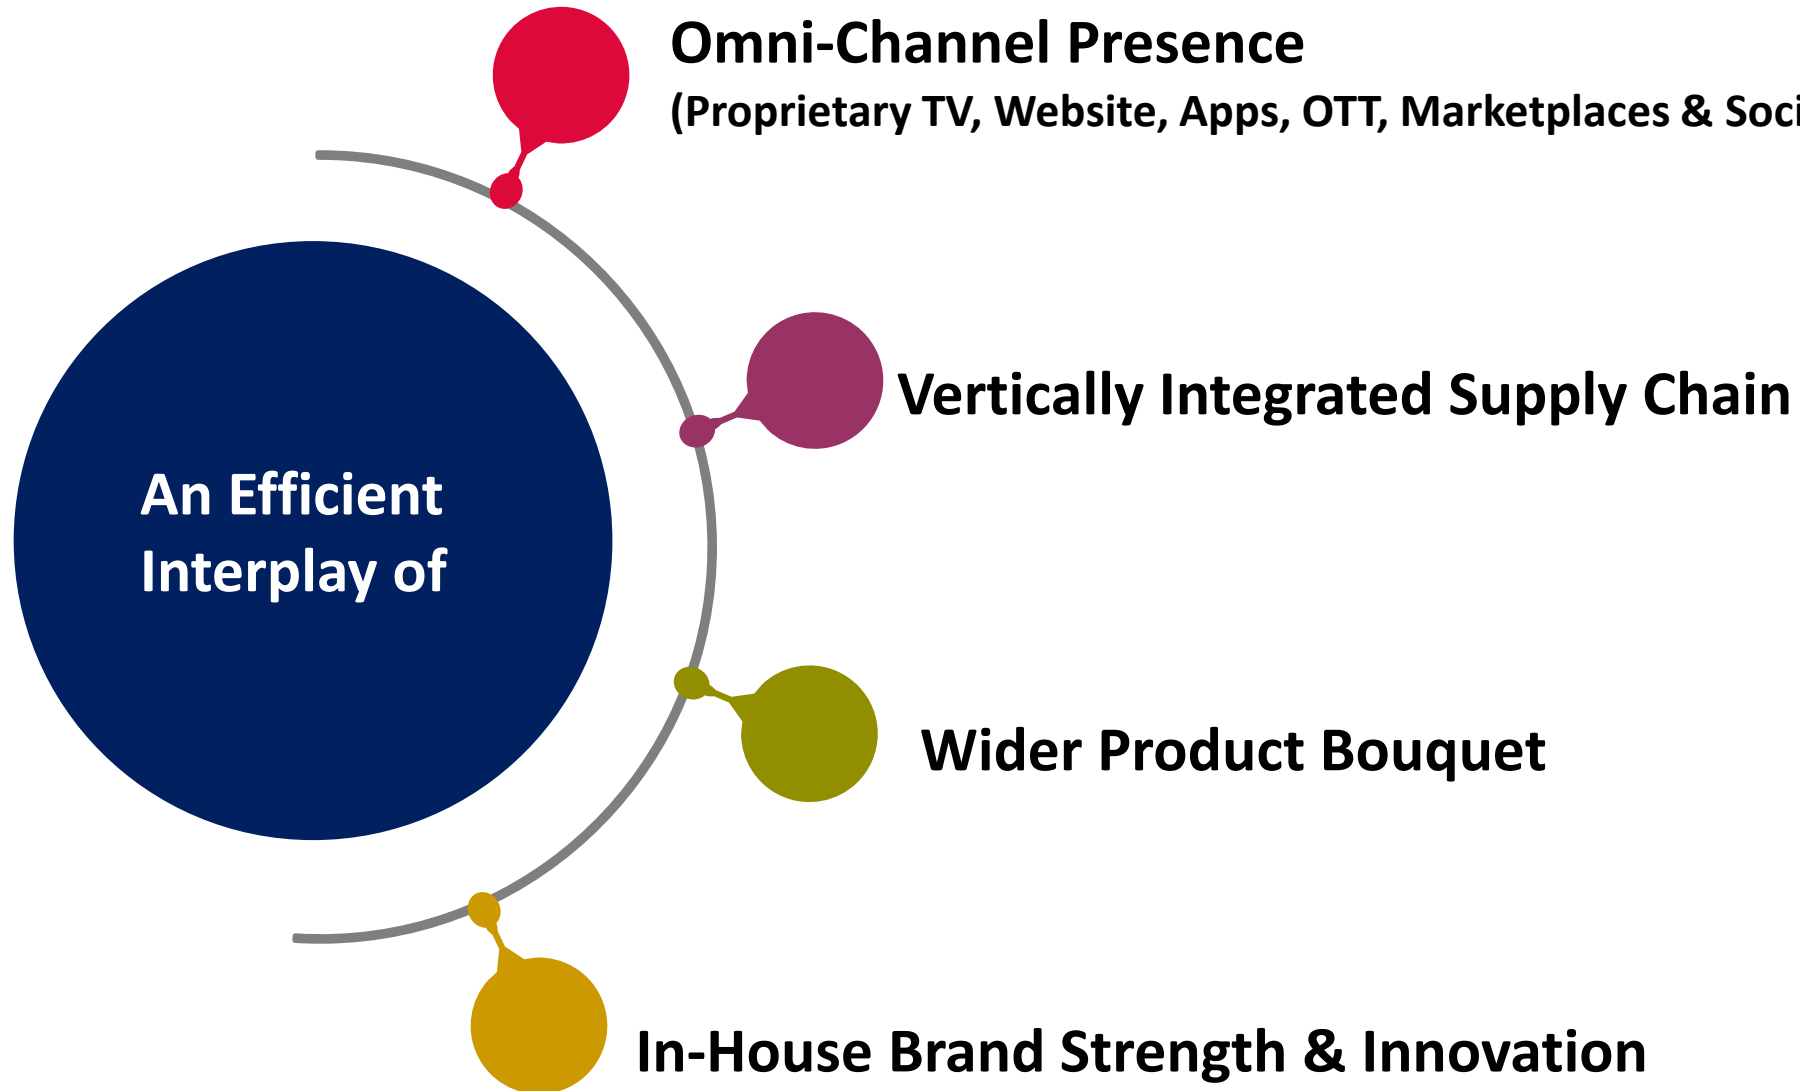 Omni-Channel Presence
(Proprietary TV, Website, Apps, OTT, Marketplaces &
Vertically Integrated Supply Chain
An Efficient
Interplay of
Wider Product Bouquet
In-House Brand Strength & Innovation